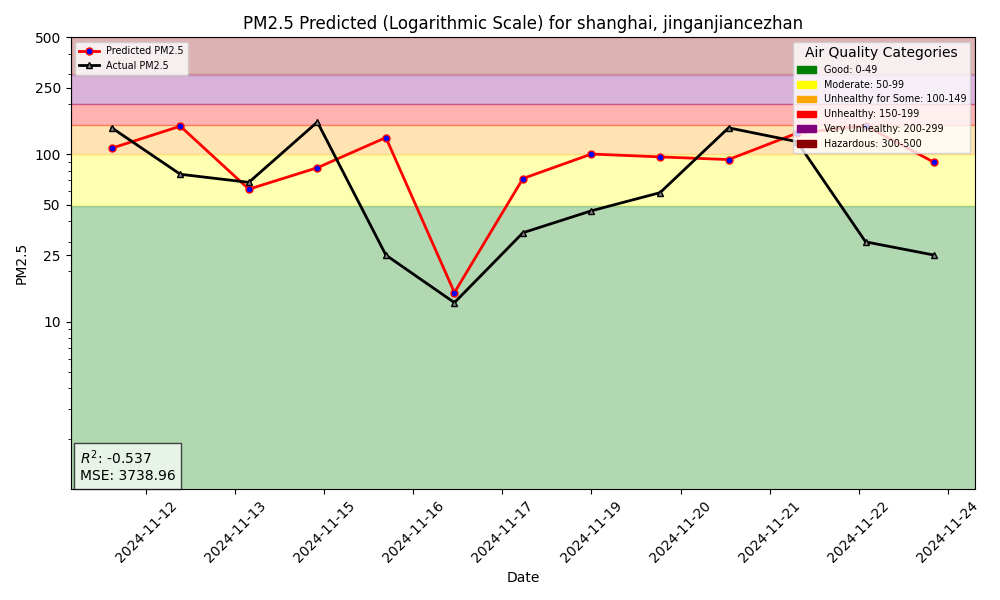 PM2.5 Predicted (Logarithmic Scale) for shanghai, jinganjiancezhan
500
250
100
50
25
10
PM2.5
Predicted PM2.5
Actual PM2.5
Air Quality Categories
Good: 0-49
Moderate: 50-99
Unhealthy for Some: 100-149
Unhealthy: 150-199
Very Unhealthy: 200-299
Hazardous: 300-500
R²: -0.537
MSE: 3738.96
2024-11-12
2024-11-13
2024-11-15
2024-11-16
2024-11-17
2024-11-19
2024-11-20
2024-11-21
2024-11-22
2024-11-24
Date